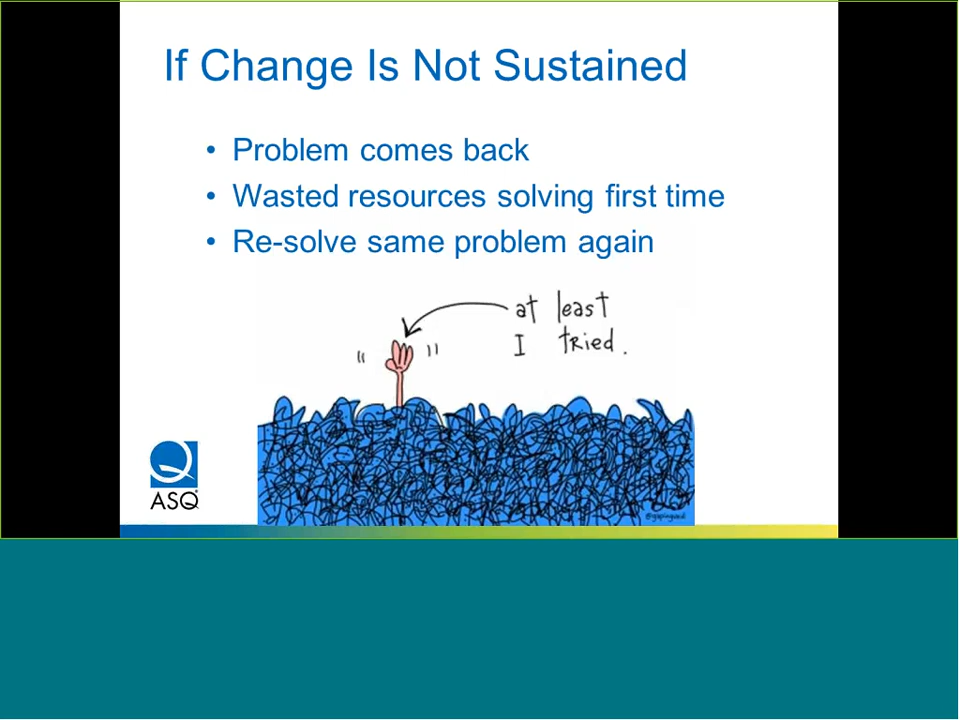 If Change Is Not Sustained
• Problem comes back
• Wasted resources solving first time
• Re-solve same problem again
at least
I tried.
ASQ
@gapingvoid